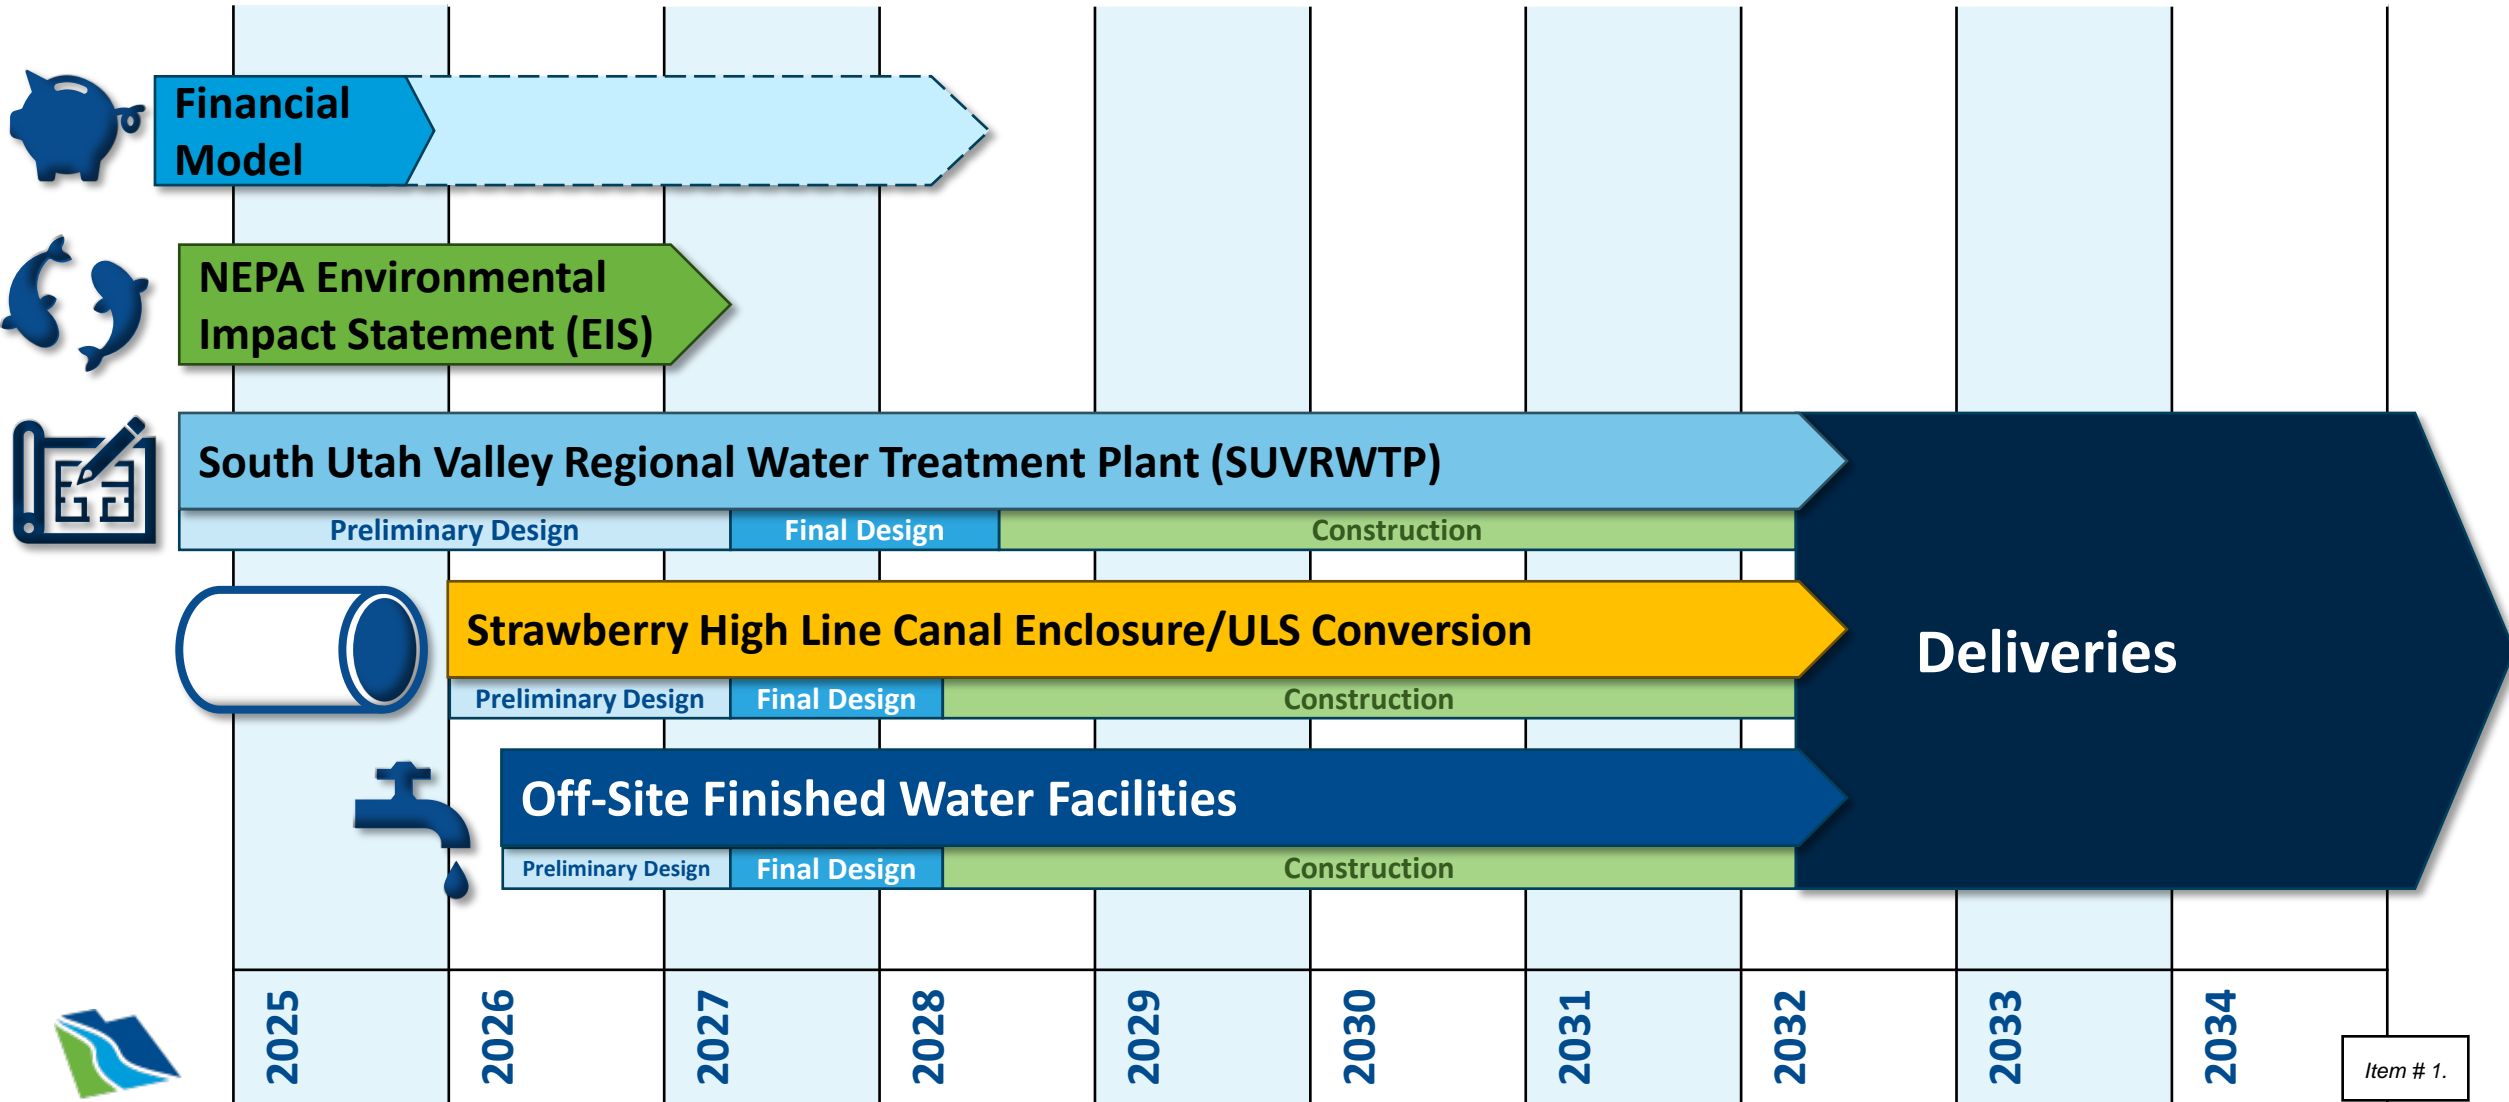 Financial
Model
NEPA Environmental
Impact Statement (EIS)
South Utah Valley Regional Water Treatment Plant (SUVRWTP)
Preliminary Design
Final Design
Construction
Strawberry High Line Canal Enclosure/ULS Conversion
Preliminary Design
Final Design
Construction
Deliveries
Off-Site Finished Water Facilities
Preliminary Design
Final Design
Construction
2025
2026
2027
2028
2029
2030
2031
2032
2033
2034
Item # 1.